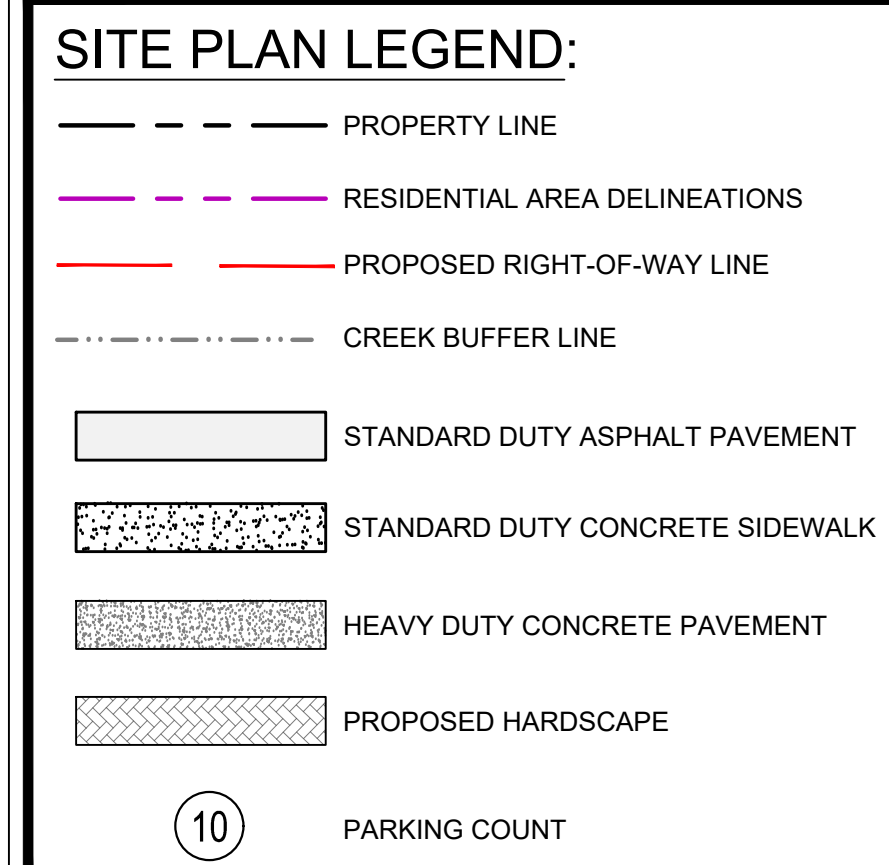 SITE PLAN LEGEND:
PROPERTY LINE
RESIDENTIAL AREA DELINEATIONS
PROPOSED RIGHT-OF-WAY LINE
CREEK BUFFER LINE
STANDARD DUTY ASPHALT PAVEMENT
STANDARD DUTY CONCRETE SIDEWALK
HEAVY DUTY CONCRETE PAVEMENT
PROPOSED HARDSCAPE
10 PARKING COUNT